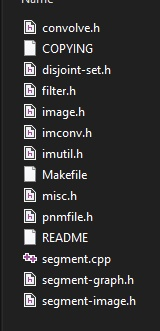 Name
convolve.h
COPYING
disjoint-set.h
filter.h
image.h
imconv.h
imutil.h
Makefile
misc.h
pnmfile.h
README
segment.cpp
segment-graph.h
segment-image.h